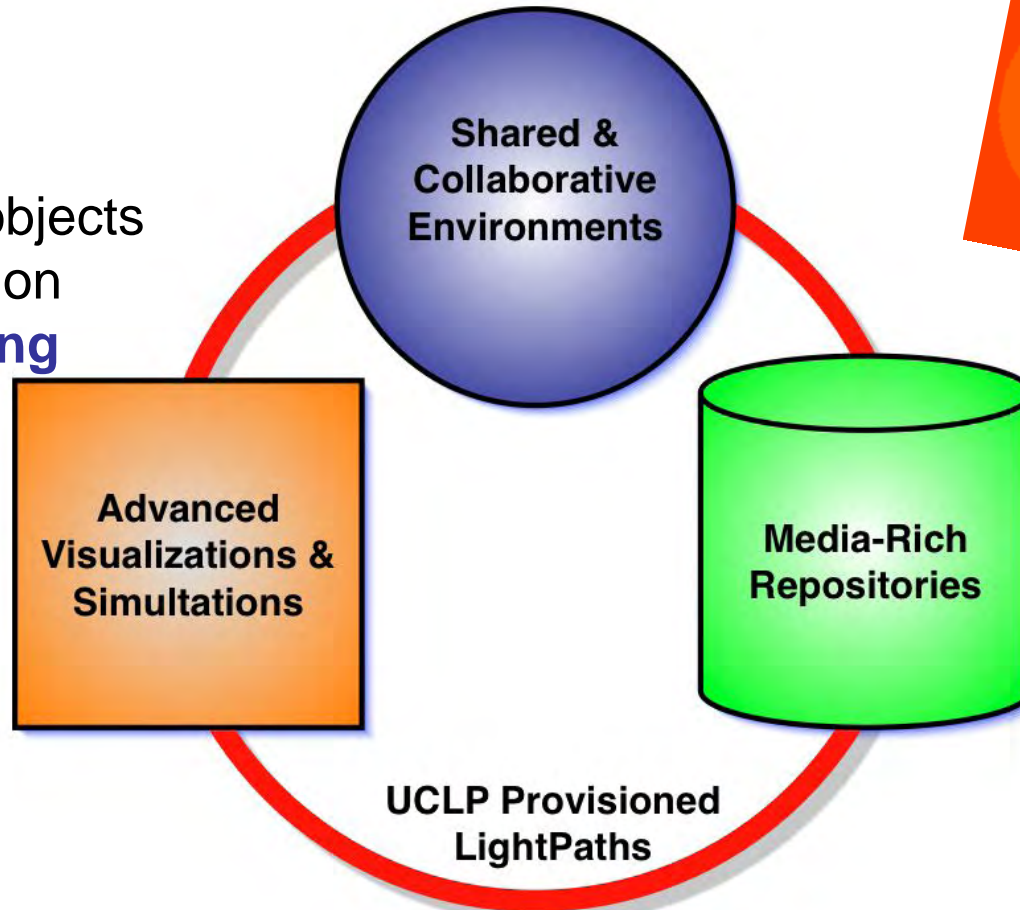 Shared &
Collaborative
Environments
objects
on
ng
Advanced
Visualizations &
Simultations
Media-Rich
Repositories
UCLP Provisioned
LightPaths